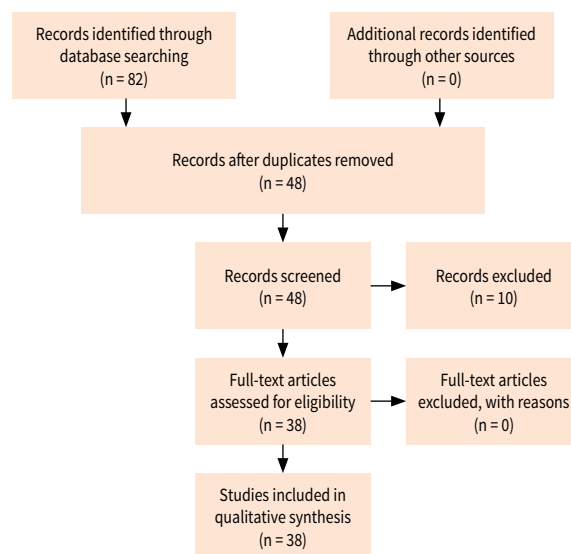 Records identified through
database searching
(n = 82)
Additional records identified
through other sources
(n = 0)
Records after duplicates removed
(n = 48)
Records screened
(n = 48)
Records excluded
(n = 10)
Full-text articles
assessed for eligibility
(n = 38)
Full-text articles
excluded, with reasons
(n = 0)
Studies included in
qualitative synthesis
(n = 38)